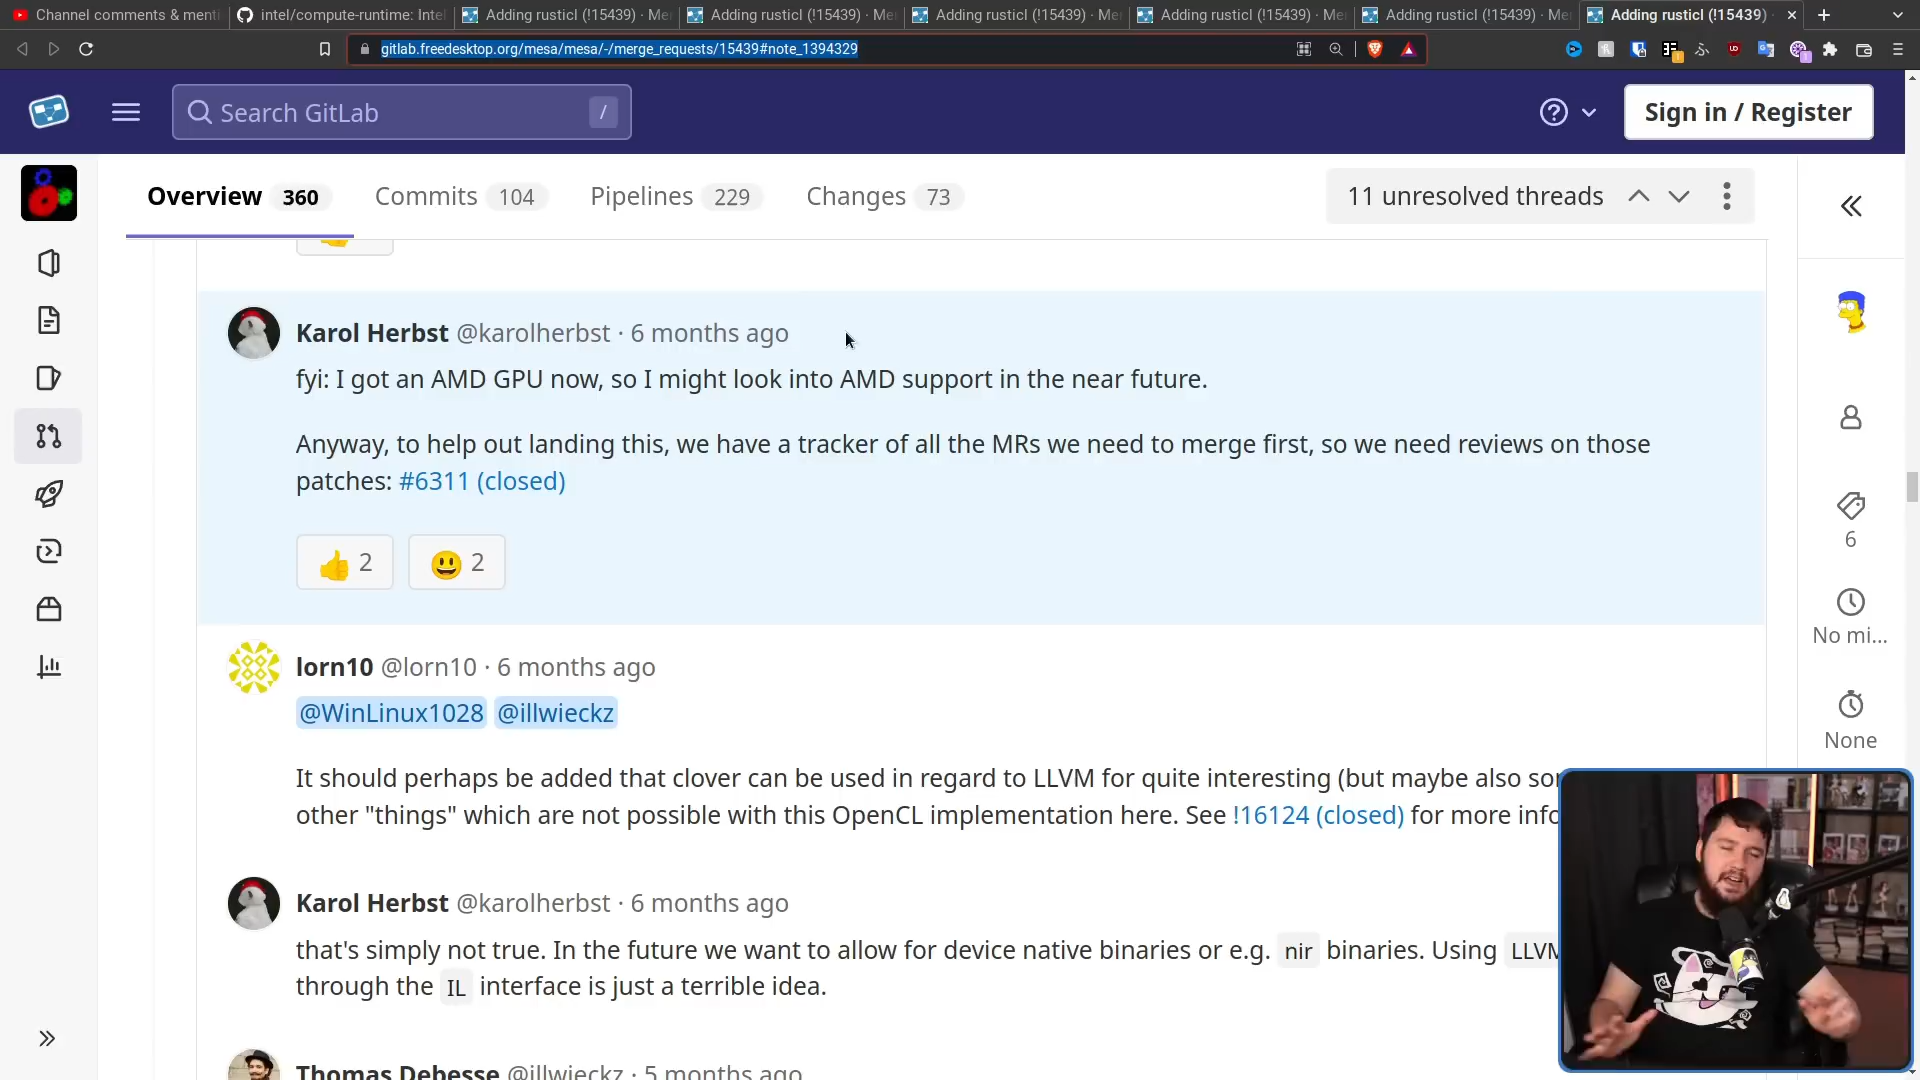 Channel comments & menti
intel/compute-runtime: Inte
Adding rusticl (!15439) · Me
Adding rusticl (!15439) · Me
Adding rusticl (!15439) · Me
Adding rusticl (!15439) · Me
Adding rusticl (!15439) · Me
Adding rusticl (!15439) ·
gitlab.freedesktop.org/mesa/mesa/-/merge_requests/15439#note_1394329
Search GitLab /
Sign in / Register
Overview 360 Commits 104 Pipelines 229 Changes 73
11 unresolved threads
Karol Herbst @karolherbst · 6 months ago
fyi: I got an AMD GPU now, so I might look into AMD support in the near future.
Anyway, to help out landing this, we have a tracker of all the MRs we need to merge first, so we need reviews on those
patches: #6311 (closed)
👍 2 😃 2
6
No mi...
None
lorn10 @lorn10 · 6 months ago
@WinLinux1028 @illwieckz
It should perhaps be added that clover can be used in regard to LLVM for quite interesting (but maybe also
other "things" which are not possible with this OpenCL implementation here. See !16124 (closed) for more info
Karol Herbst @karolherbst · 6 months ago
that's simply not true. In the future we want to allow for device native binaries or e.g. nir binaries. Using LLVM
through the IL interface is just a terrible idea.
Thomas Debesse @illwieckz · 5 months ago